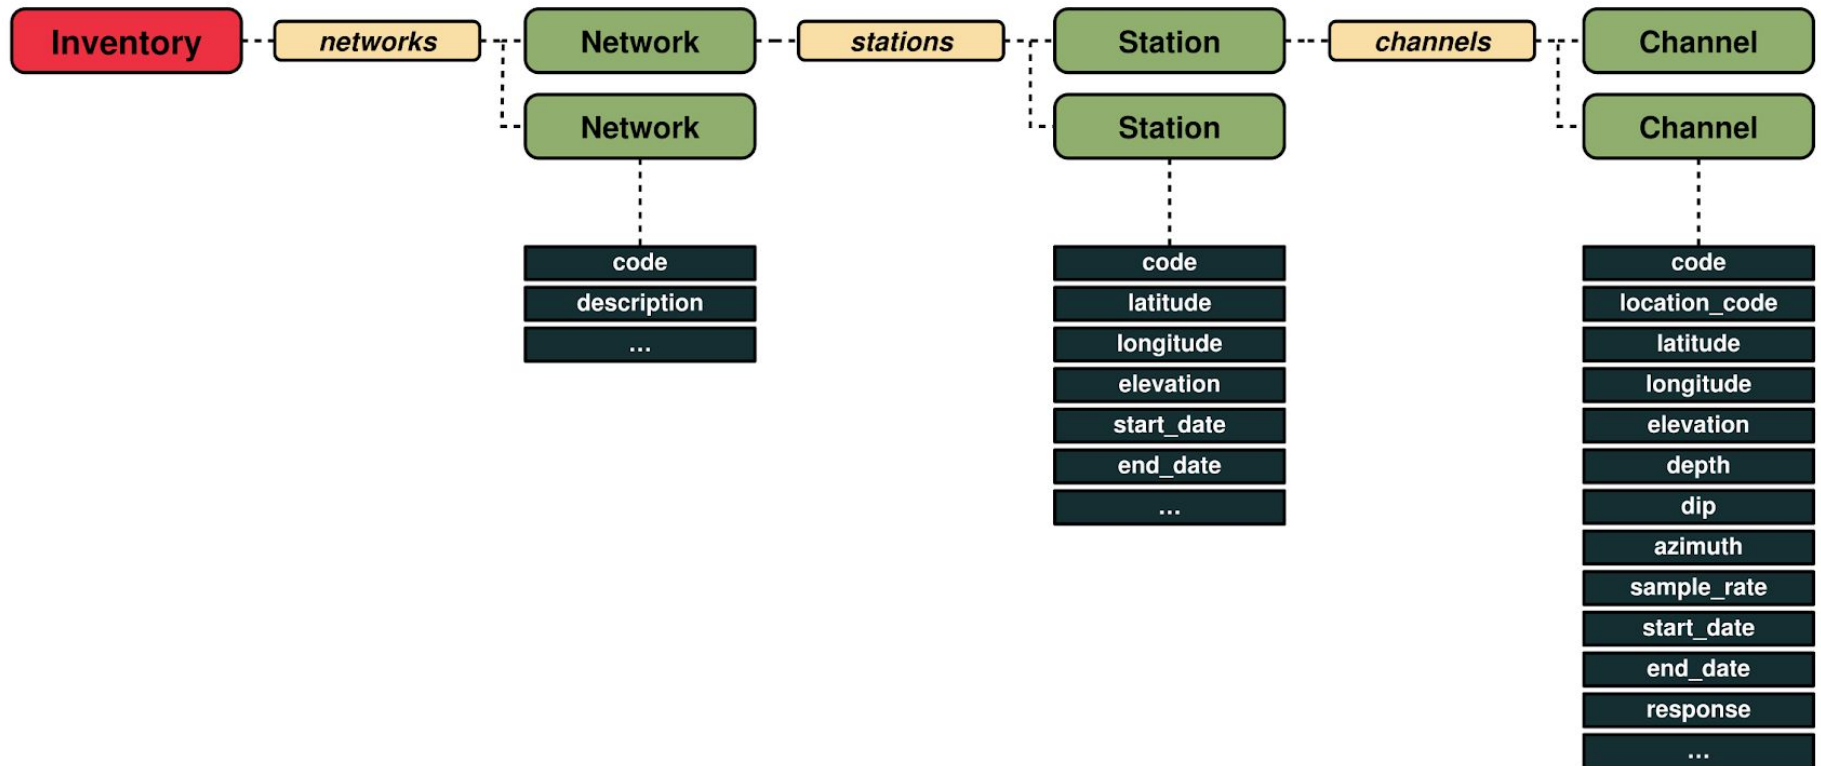 Inventory
networks
Network
stations
Station
channels
Channel
Network
Station
Channel
code
description
...
code
latitude
longitude
elevation
start_date
end_date
...
code
location_code
latitude
longitude
elevation
depth
dip
azimuth
sample_rate
start_date
end_date
response
...